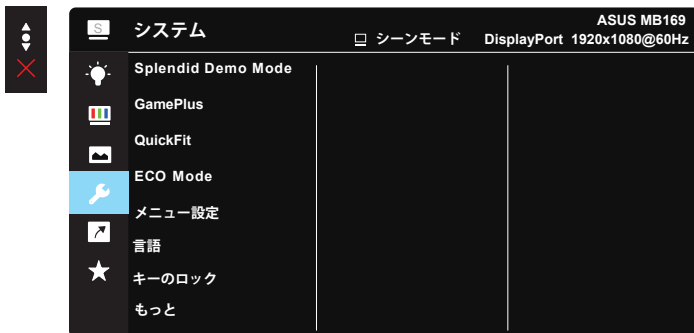 S
システム
シーンモード
ASUS MB169
DisplayPort 1920x1080@60Hz
Splendid Demo Mode
GamePlus
QuickFit
ECO Mode
メニュー設定
言語
キーのロック
もっと